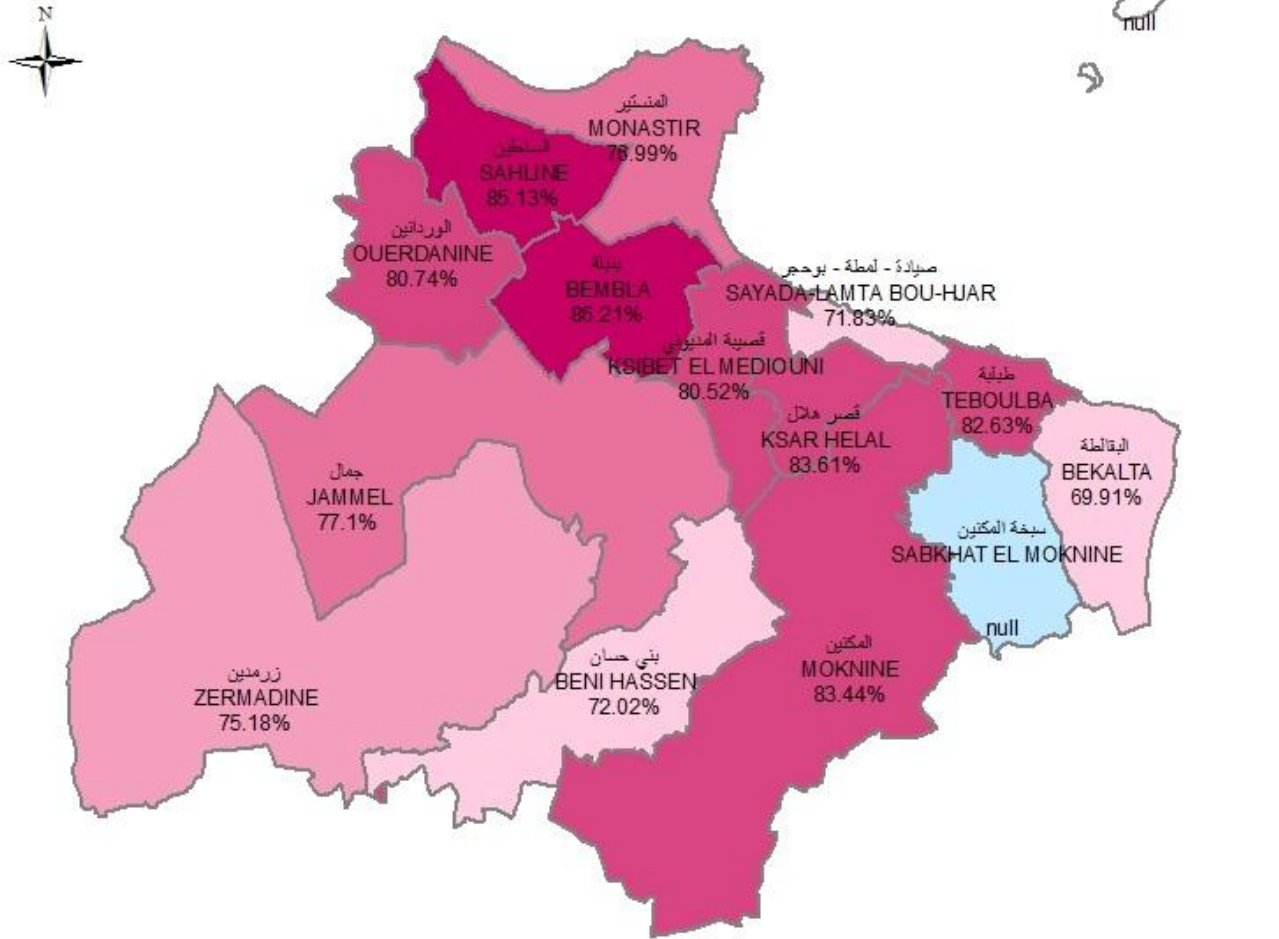 N
null
المنستير
MONASTIR
76.99%
الساحلين
SAHLINE
85.13%
الوردانين
OUERDANINE
80.74%
بنبلة
BEMBLA
86.21%
صيادة - لمطة - بوحجر
SAYADA-LAMTA BOU-HJAR
71.83%
قصيبة المديوني
KSIBET EL MEDIOUNI
80.52%
طبلبة
TEBOULBA
82.63%
قصر هلال
KSAR HELAL
83.61%
البقالطة
BEKALTA
69.91%
جمال
JAMMEL
77.1%
سبخة المكنين
SABKHAT EL MOKNINE
null
المكنين
MOKNINE
83.44%
بني حسان
BENI HASSEN
72.02%
زرمدين
ZERMADINE
75.18%